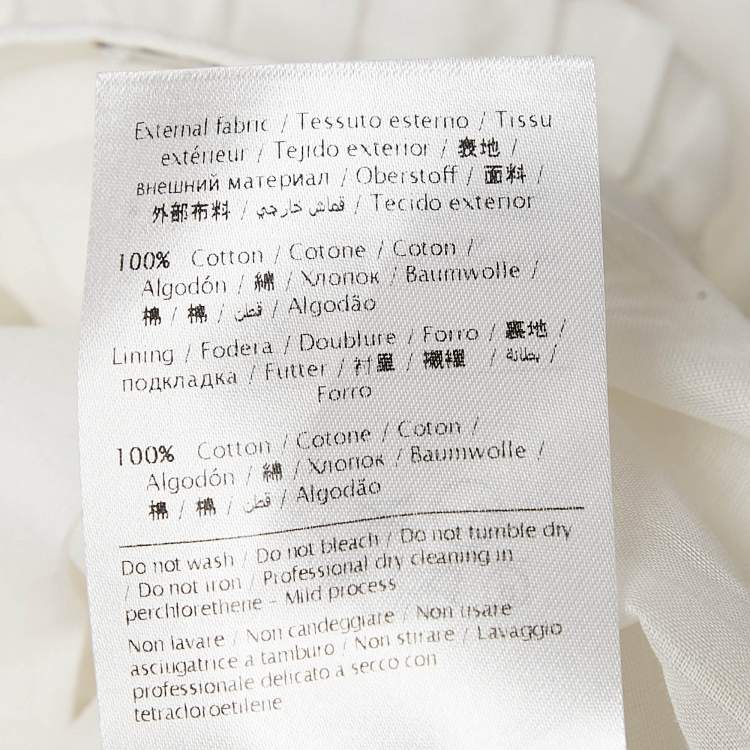 External fabric / Tessuto esterno / Tissu
extérieur / Tejido exterior / 表地 /
внешний материал / Oberstoff / 面料 /
外部布料 / قماش خارجي / Tecido exterior
100% Cotton / Cotone / Coton /
Algodón / 綿 / Хлопок / Baumwolle /
棉 / 棉 / قطن / Algodão
Lining / Fodera / Doublure / Forro / 裏地 /
подкладка / Futter / 衬里 / 襯裡 / بطانة /
Forro
100% Cotton / Cotone / Coton /
Algodón / 綿 / Хлопок / Baumwolle /
棉 / 棉 / قطن / Algodão
Do not wash / Do not bleach / Do not tumble dry
/ Do not iron / Professional dry cleaning in
perchlorethene - Mild process
Non lavare / Non candeggiare / Non usare
asciugatrice a tamburo / Non stirare / Lavaggio
professionale delicato a secco con
tetracloroetilene